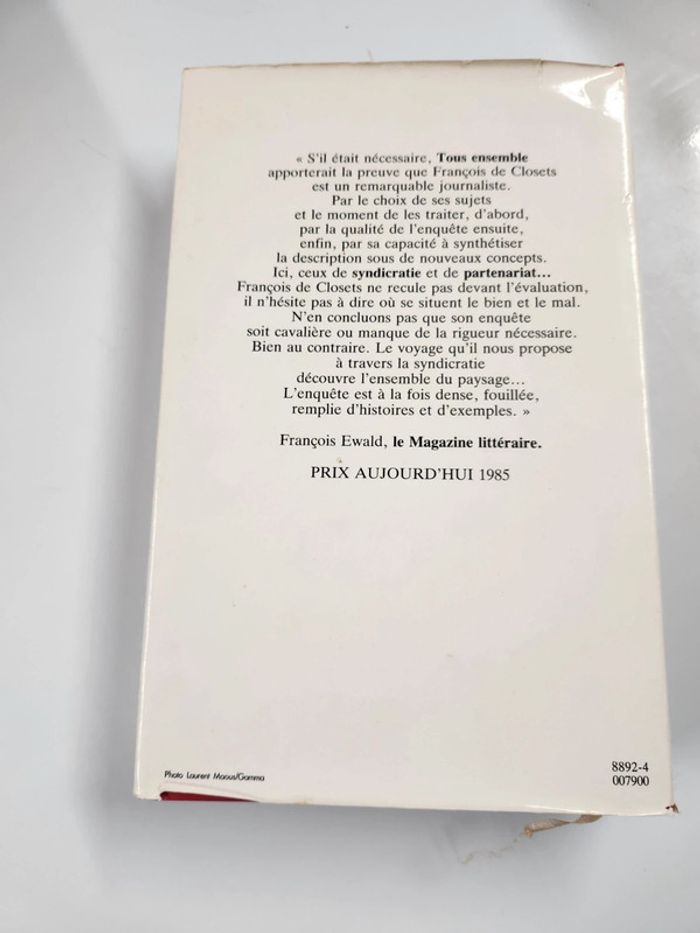 « S'il était nécessaire, Tous ensemble
apporterait la preuve que François de Closets
est un remarquable journaliste.
Par le choix de ses sujets
et le moment de les traiter, d'abord,
par la qualité de l'enquête ensuite,
enfin, par sa capacité à synthétiser
la description sous de nouveaux concepts.
Ici, ceux de syndicratie et de partenariat...
François de Closets ne recule pas devant l'évaluation,
il n'hésite pas à dire où se situent le bien et le mal.
N'en concluons pas que son enquête
soit cavalière ou manque de la rigueur nécessaire.
Bien au contraire. Le voyage qu'il nous propose
à travers la syndicratie
découvre l'ensemble du paysage...
L'enquête est à la fois dense, fouillée,
remplie d'histoires et d'exemples. »
François Ewald, le Magazine littéraire.
PRIX AUJOURD'HUI 1985
Photo Laurent Maous/Gamma
8892-4
007900